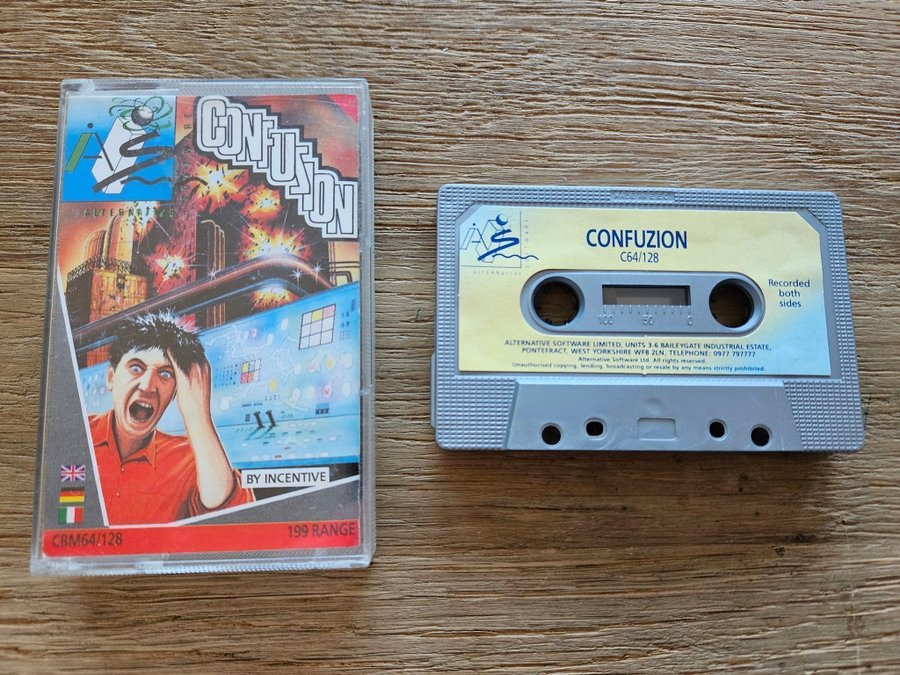 ALTERNATIVE
CONFUSION
BY INCENTIVE
CBM64/128
199 RANGE
ALTERNATIVE
CONFUZION
C64/128
Recorded
both
sides
100 50 0
ALTERNATIVE SOFTWARE LIMITED, UNITS 3-6 BAILEYGATE INDUSTRIAL ESTATE,
PONTEFRACT, WEST YORKSHIRE WF8 2LN, TELEPHONE: 0977 797777
Alternative Software Ltd. All rights reserved.
Unauthorised copying, lending, broadcasting or resale by any means strictly prohibited.